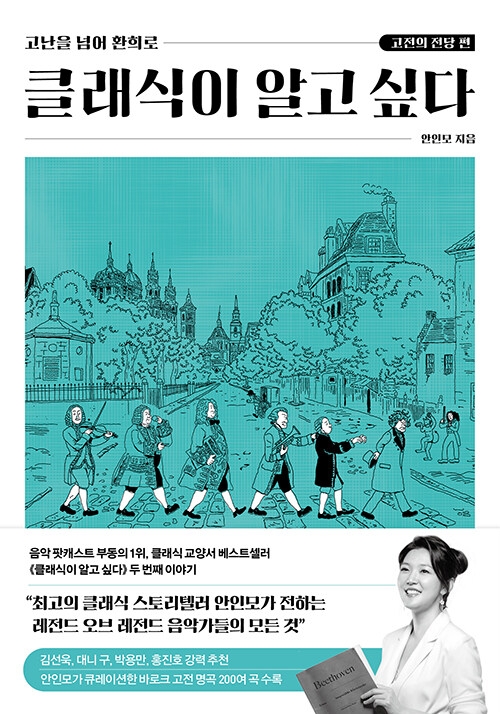 고난을 넘어 환희로
고전의 전당 편
클래식이 알고 싶다
안인모 지음
음악 팟캐스트 부동의 1위, 클래식 교양서 베스트셀러
《클래식이 알고 싶다》 두 번째 이야기
“최고의 클래식 스토리텔러 안인모가 전하는
레전드 오브 레전드 음악가들의 모든 것”
김선욱, 대니 구, 박용만, 홍진호 강력 추천
안인모가 큐레이션한 바로크 고전 명곡 200여 곡 수록
Beethoven